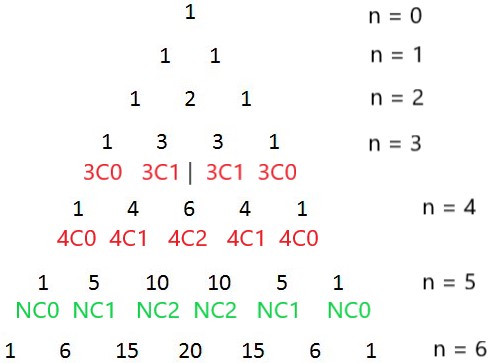 1 n = 0
1 1 n = 1
1 2 1 n = 2
1 3 3 1 n = 3
3C0 3C1 | 3C1 3C0
1 4 6 4 1 n = 4
4C0 4C1 4C2 4C1 4C0
1 5 10 10 5 1 n = 5
NC0 NC1 NC2 NC2 NC1 NC0
1 6 15 20 15 6 1 n = 6